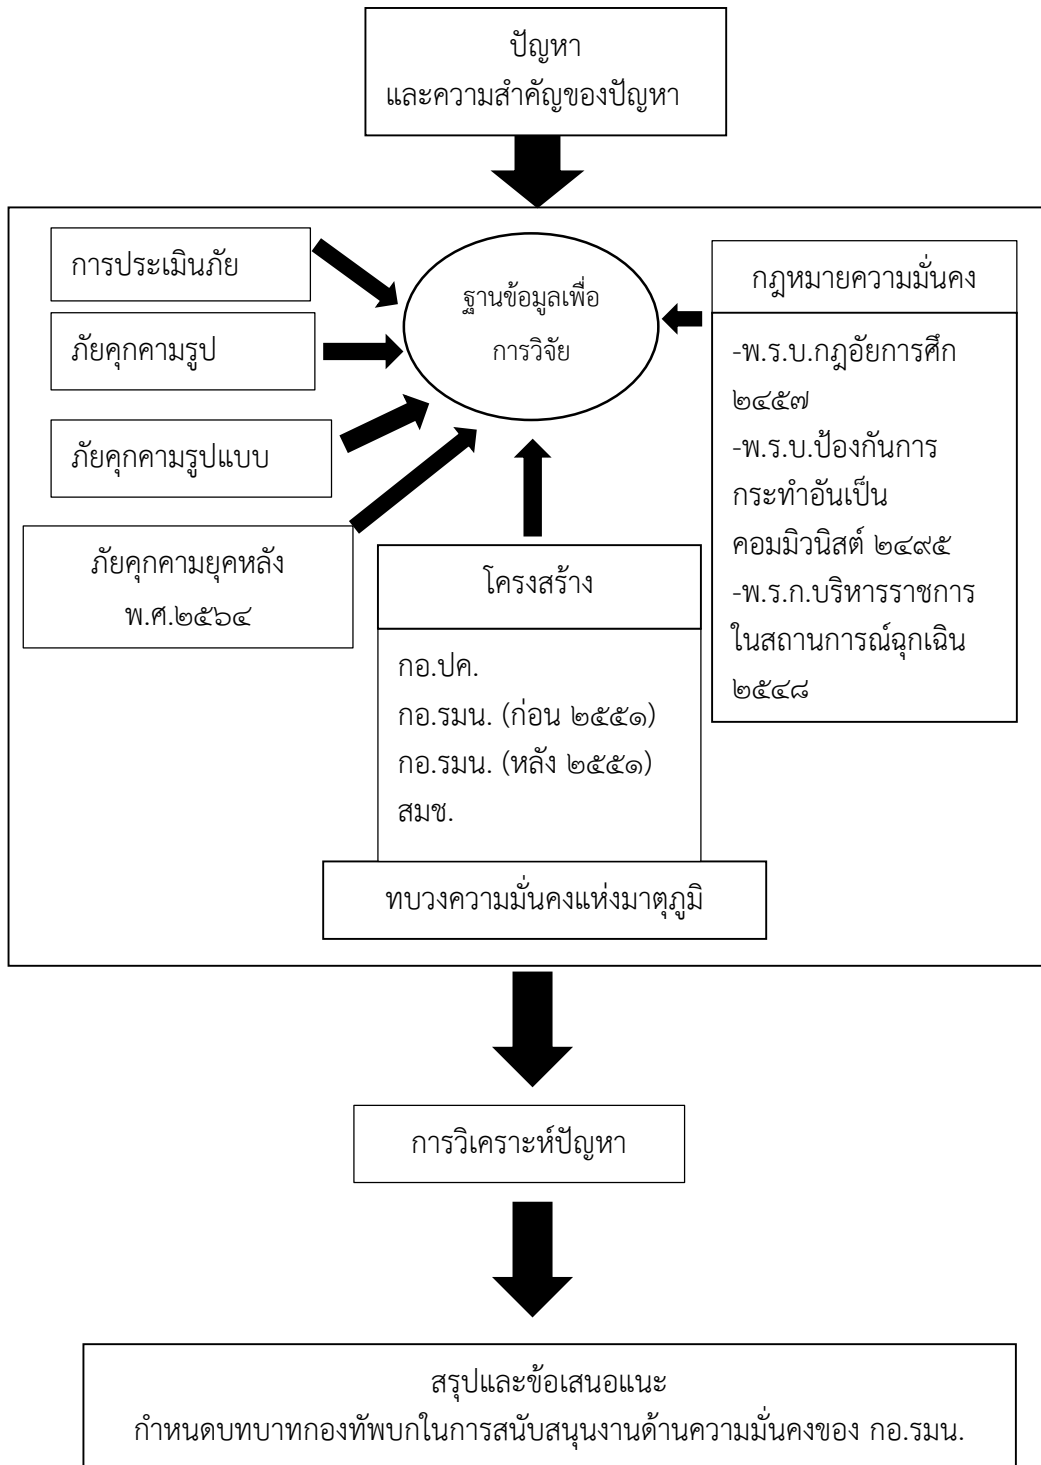 ปัญหา
และความสำคัญของปัญหา
การประเมินภัย
ภัยคุกคามรูป
ภัยคุกคามรูปแบบ
ภัยคุกคามยุคหลัง
พ.ศ.๒๕๖๔
ฐานข้อมูลเพื่อ
การวิจัย
กฎหมายความมั่นคง
-พ.ร.บ.กฎอัยการศึก
๒๔๕๗
-พ.ร.บ.ป้องกันการ
กระทำอันเป็น
คอมมิวนิสต์ ๒๔๙๕
-พ.ร.ก.บริหารราชการ
ในสถานการณ์ฉุกเฉิน
๒๕๔๘
โครงสร้าง
กอ.ปค.
กอ.รมน. (ก่อน ๒๕๕๑)
กอ.รมน. (หลัง ๒๕๕๑)
สมช.
ทบวงความมั่นคงแห่งมาตุภูมิ
การวิเคราะห์ปัญหา
สรุปและข้อเสนอแนะ
กำหนดบทบาทกองทัพบกในการสนับสนุนงานด้านความมั่นคงของ กอ.รมน.